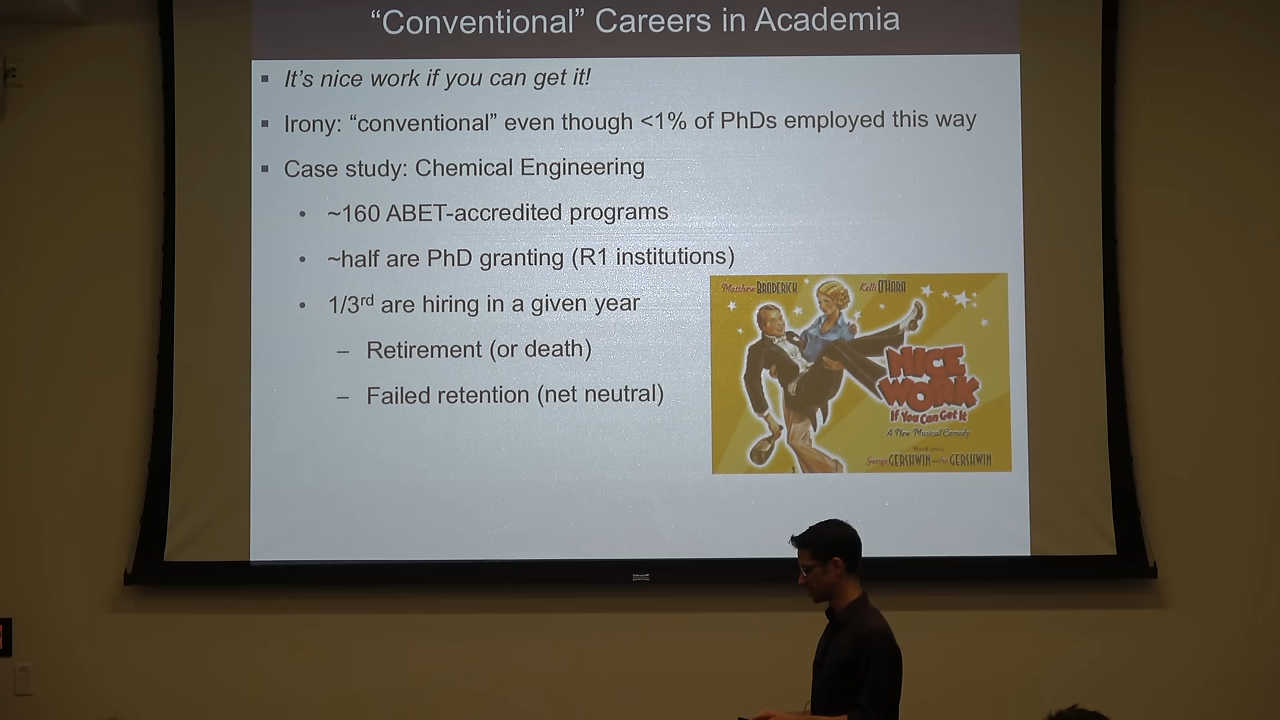 “Conventional” Careers in Academia
▪ It’s nice work if you can get it!
▪ Irony: “conventional” even though <1% of PhDs employed this way
▪ Case study: Chemical Engineering
• ~160 ABET-accredited programs
• ~half are PhD granting (R1 institutions)
• 1/3rd are hiring in a given year
– Retirement (or death)
– Failed retention (net neutral)
Matthew BRODERICK Kelli O'HARA
NICE
WORK
If You Can Get It
A New Musical Comedy
George GERSHWIN and Ira GERSHWIN